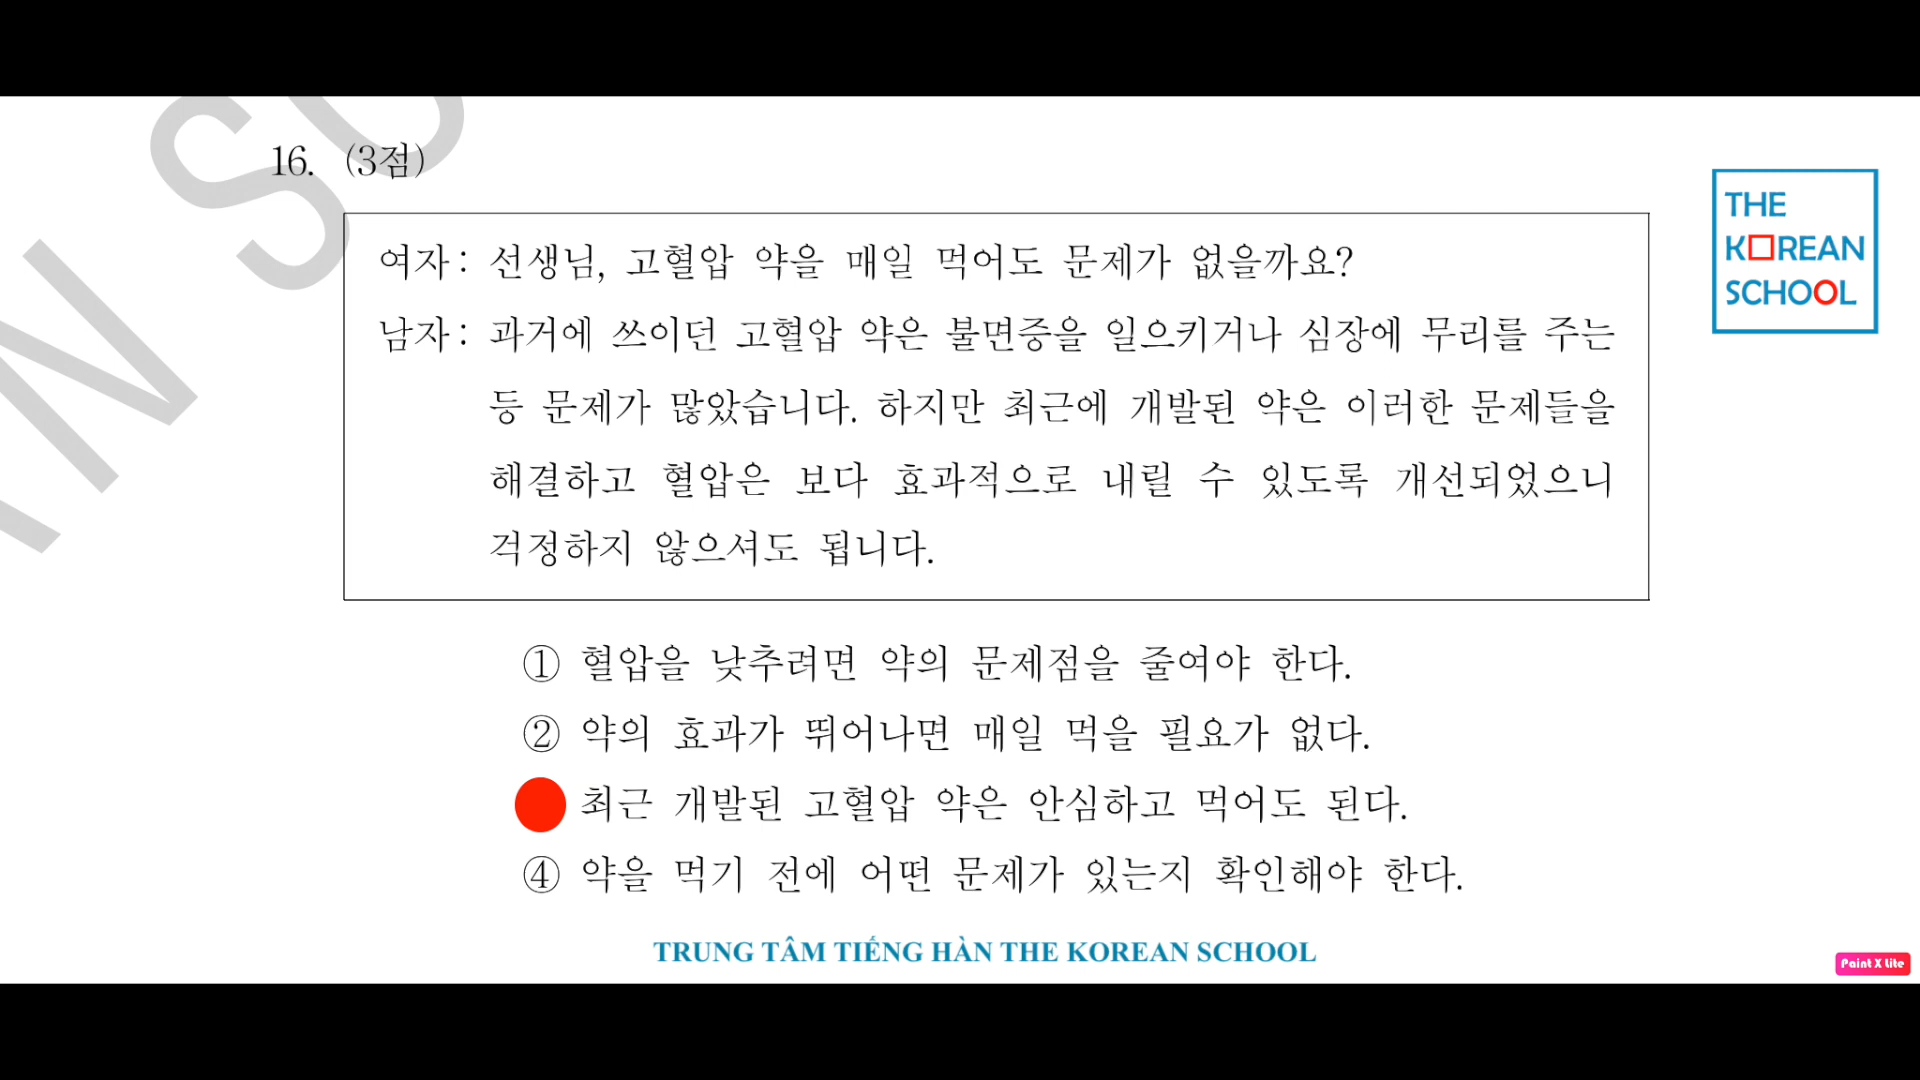 16. (3점)
THE
KOREAN
SCHOOL
여자: 선생님, 고혈압 약을 매일 먹어도 문제가 없을까요?
남자: 과거에 쓰이던 고혈압 약은 불면증을 일으키거나 심장에 무리를 주는
등 문제가 많았습니다. 하지만 최근에 개발된 약은 이러한 문제들을
해결하고 혈압은 보다 효과적으로 내릴 수 있도록 개선되었으니
걱정하지 않으셔도 됩니다.
① 혈압을 낮추려면 약의 문제점을 줄여야 한다.
② 약의 효과가 뛰어나면 매일 먹을 필요가 없다.
최근 개발된 고혈압 약은 안심하고 먹어도 된다.
④ 약을 먹기 전에 어떤 문제가 있는지 확인해야 한다.
TRUNG TÂM TIẾNG HÀN THE KOREAN SCHOOL
Paint X Lite